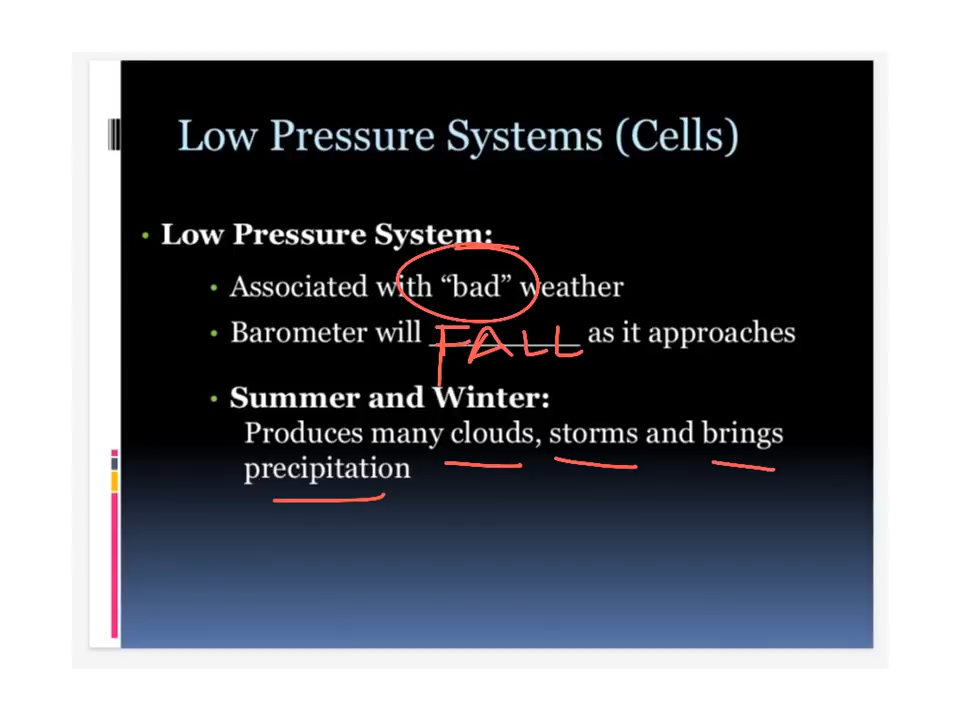 Low Pressure Systems (Cells)
• Low Pressure System:
• Associated with “bad” weather
• Barometer will FALL as it approaches
• Summer and Winter:
Produces many clouds, storms and brings
precipitation